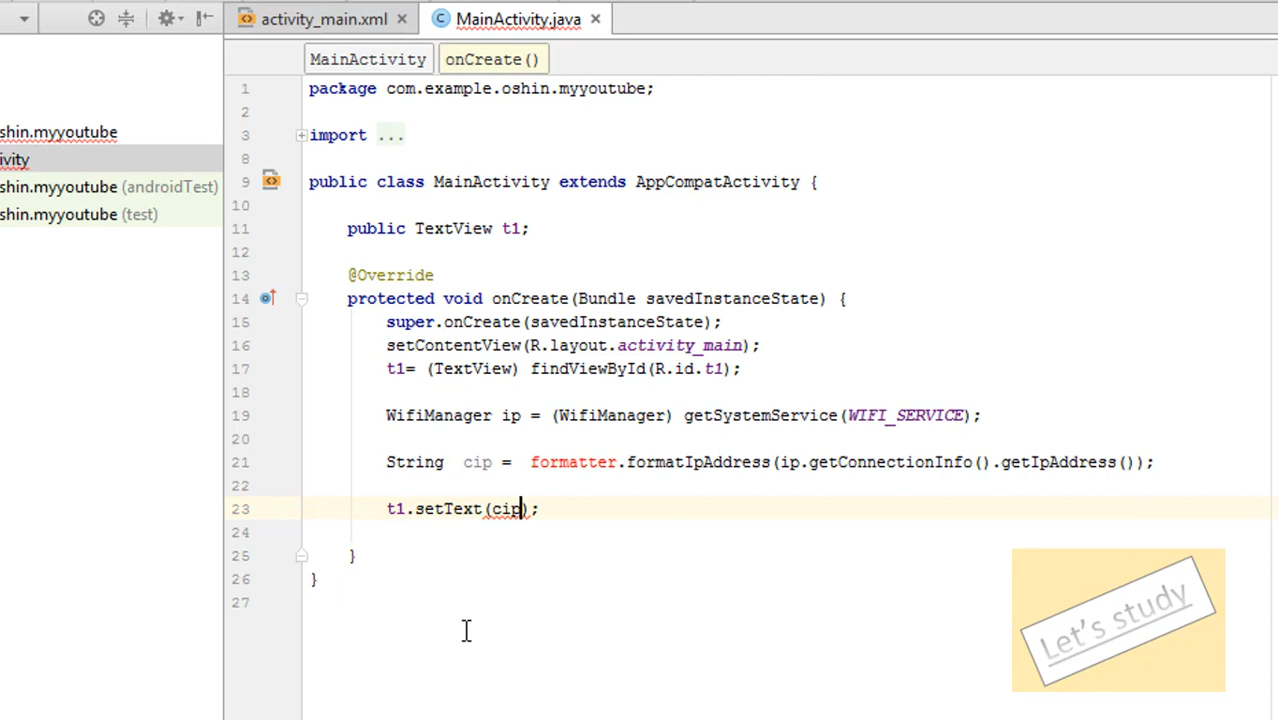 activity_main.xml
MainActivity.java
MainActivity
onCreate()
shin.myyoutube
ivity
shin.myyoutube (androidTest)
shin.myyoutube (test)
1 package com.example.oshin.myyoutube;
2
3 import ...
8
9 public class MainActivity extends AppCompatActivity {
10
11 public TextView t1;
12
13 @Override
14 protected void onCreate(Bundle savedInstanceState) {
15 super.onCreate(savedInstanceState);
16 setContentView(R.layout.activity_main);
17 t1= (TextView) findViewById(R.id.t1);
18
19 WifiManager ip = (WifiManager) getSystemService(WIFI_SERVICE);
20
21 String cip = formatter.formatIpAddress(ip.getConnectionInfo().getIpAddress());
22
23 t1.setText(cip);
24
25 }
26 }
27
Let's study